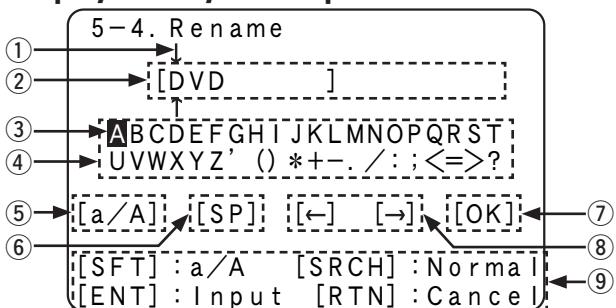 5-4. Rename
①
② [DVD ]
③ ABCDEFGHIJKLMNOPQRST
④ UVWXYZ' () *+-./:;<=>?
⑤ [a/A] [SP] [←] [→] [OK] ⑦
⑥ ⑧
[SFT]:a/A [SRCH]:Normal ⑨
[ENT]:Input [RTN]:Cancel